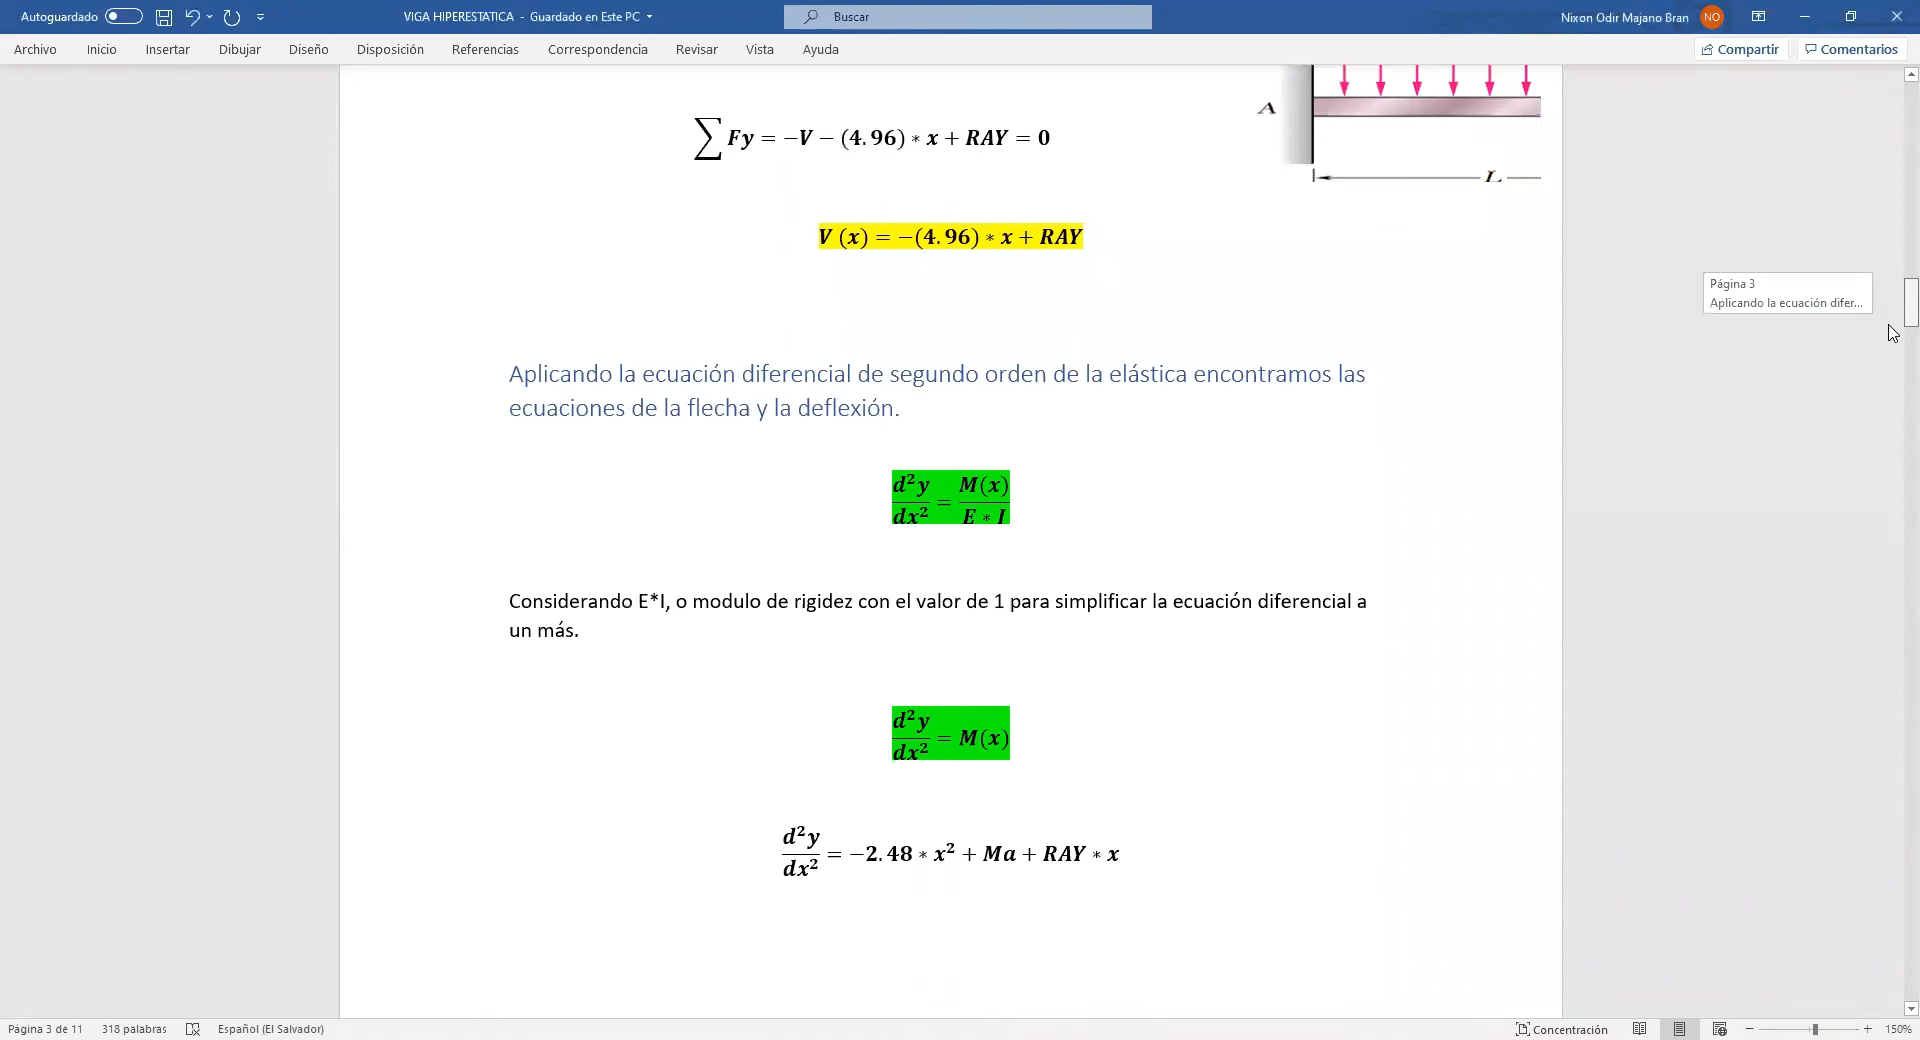 Autoguardado
VIGA HIPERESTATICA - Guardado en Este PC
Buscar
Nixon Odir Majano Bran
NO
Archivo Inicio Insertar Dibujar Diseño Disposición Referencias Correspondencia Revisar Vista Ayuda
Compartir Comentarios
A
∑ Fy = −V − (4.96) ∗ x + RAY = 0
L
V (x) = −(4.96) ∗ x + RAY
Página 3
Aplicando la ecuación difer...
Aplicando la ecuación diferencial de segundo orden de la elástica encontramos las
ecuaciones de la flecha y la deflexión.
d²y/dx² = M(x)/E ∗ I
Considerando E*I, o modulo de rigidez con el valor de 1 para simplificar la ecuación diferencial a
un más.
d²y/dx² = M(x)
d²y/dx² = −2.48 ∗ x² + Ma + RAY ∗ x
Página 3 de 11 318 palabras Español (El Salvador) Concentración 150%